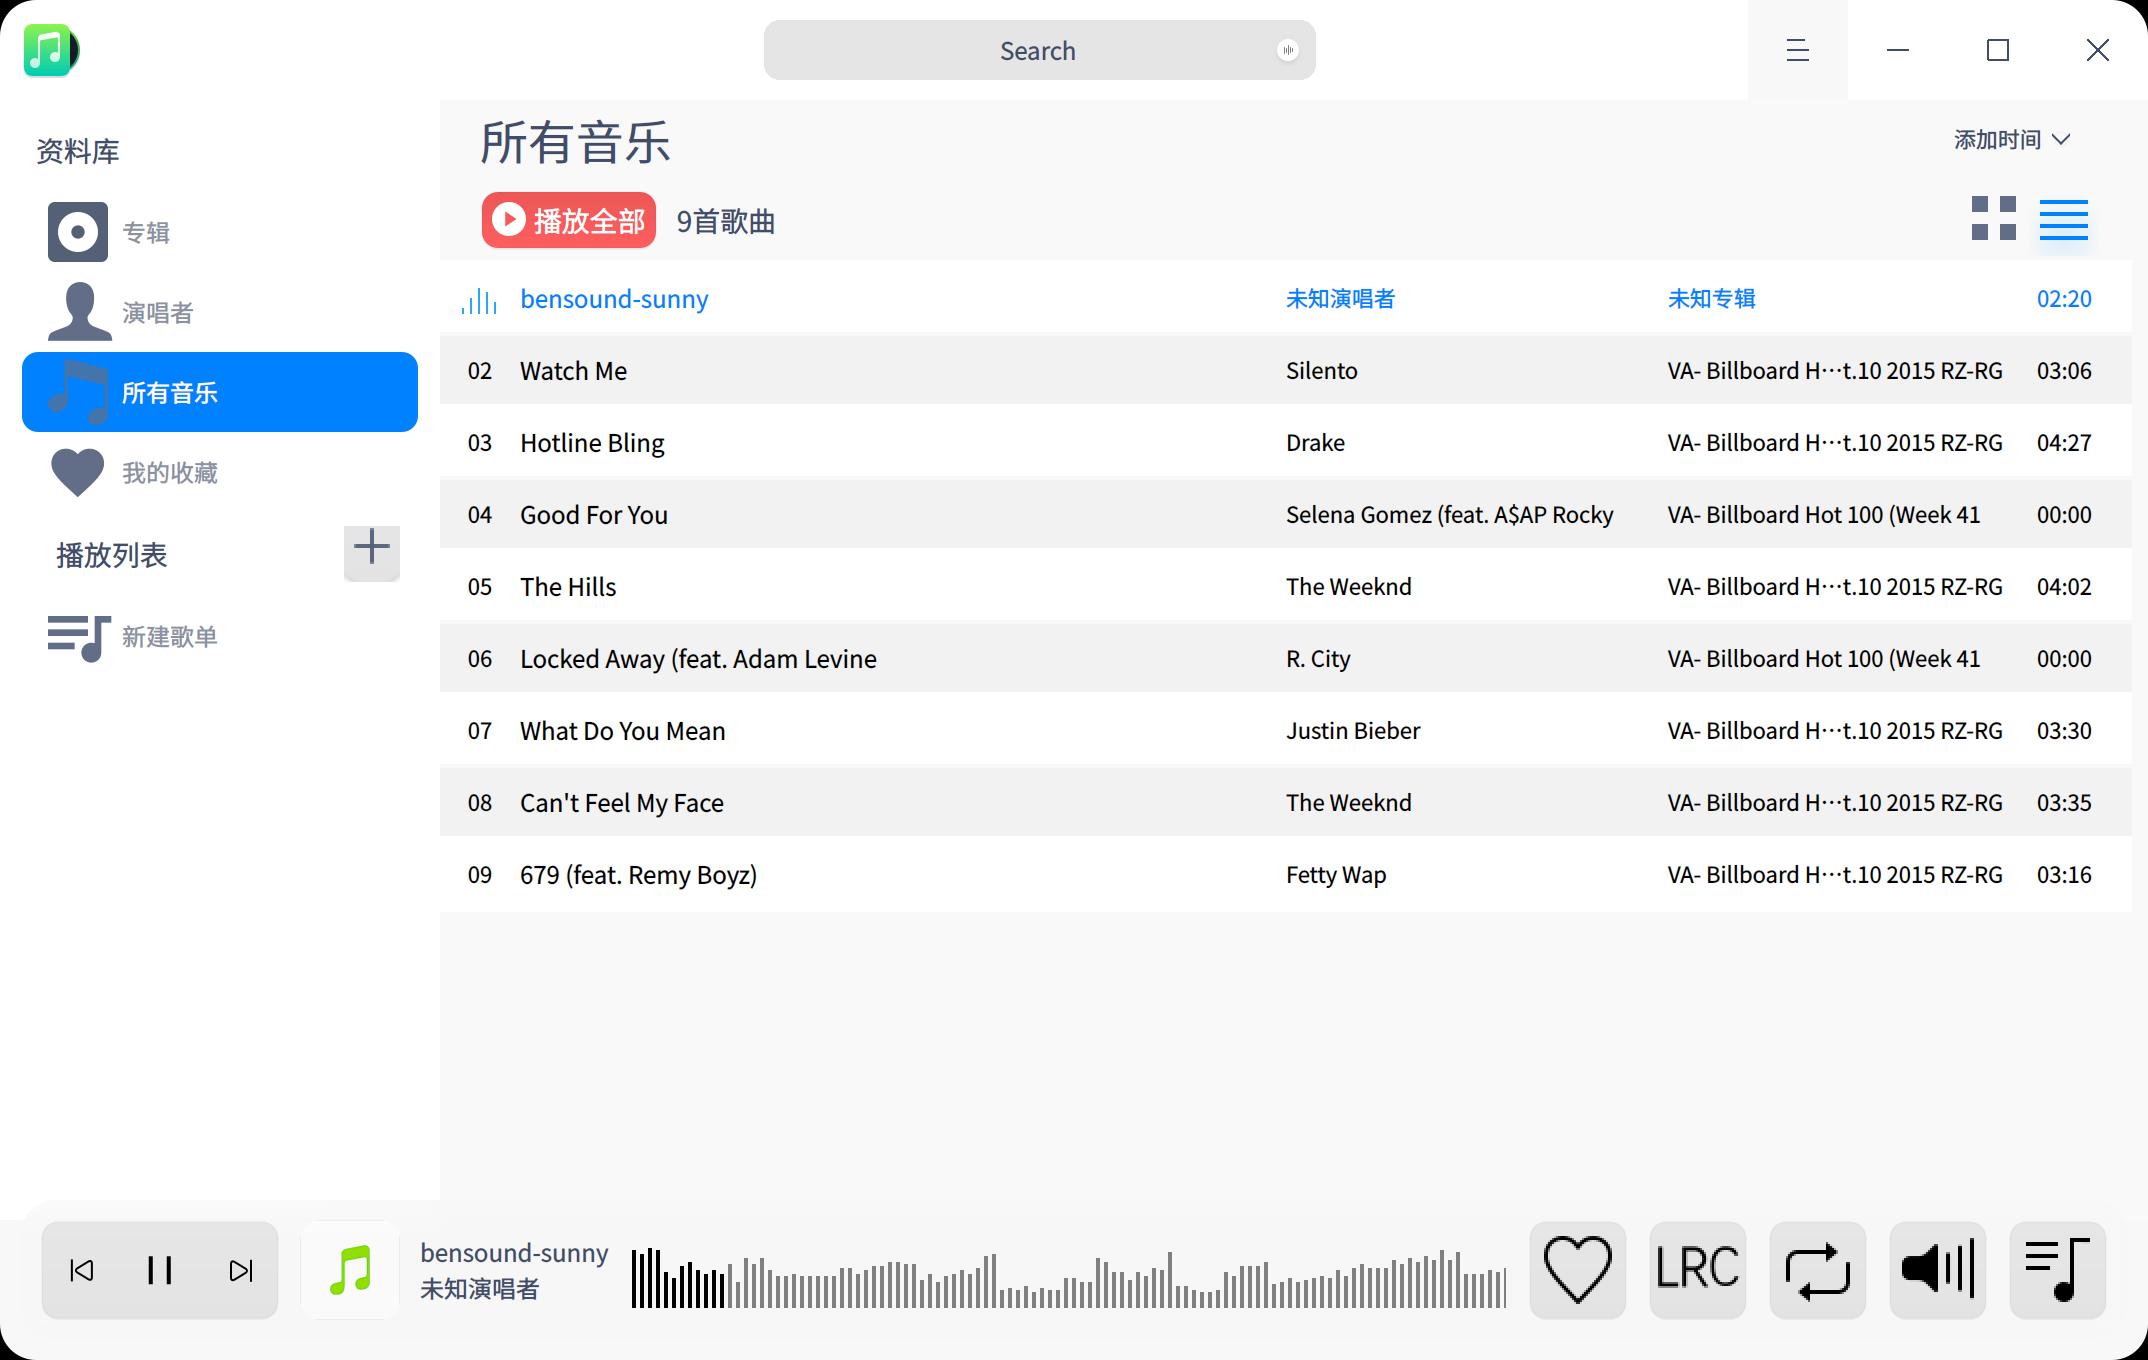 Search
资料库
专辑
演唱者
所有音乐
我的收藏
播放列表
新建歌单
所有音乐
添加时间
播放全部 9首歌曲
bensound-sunny 未知演唱者 未知专辑 02:20
02 Watch Me Silento VA- Billboard H···t.10 2015 RZ-RG 03:06
03 Hotline Bling Drake VA- Billboard H···t.10 2015 RZ-RG 04:27
04 Good For You Selena Gomez (feat. A$AP Rocky VA- Billboard Hot 100 (Week 41 00:00
05 The Hills The Weeknd VA- Billboard H···t.10 2015 RZ-RG 04:02
06 Locked Away (feat. Adam Levine R. City VA- Billboard Hot 100 (Week 41 00:00
07 What Do You Mean Justin Bieber VA- Billboard H···t.10 2015 RZ-RG 03:30
08 Can't Feel My Face The Weeknd VA- Billboard H···t.10 2015 RZ-RG 03:35
09 679 (feat. Remy Boyz) Fetty Wap VA- Billboard H···t.10 2015 RZ-RG 03:16
bensound-sunny
未知演唱者
LRC